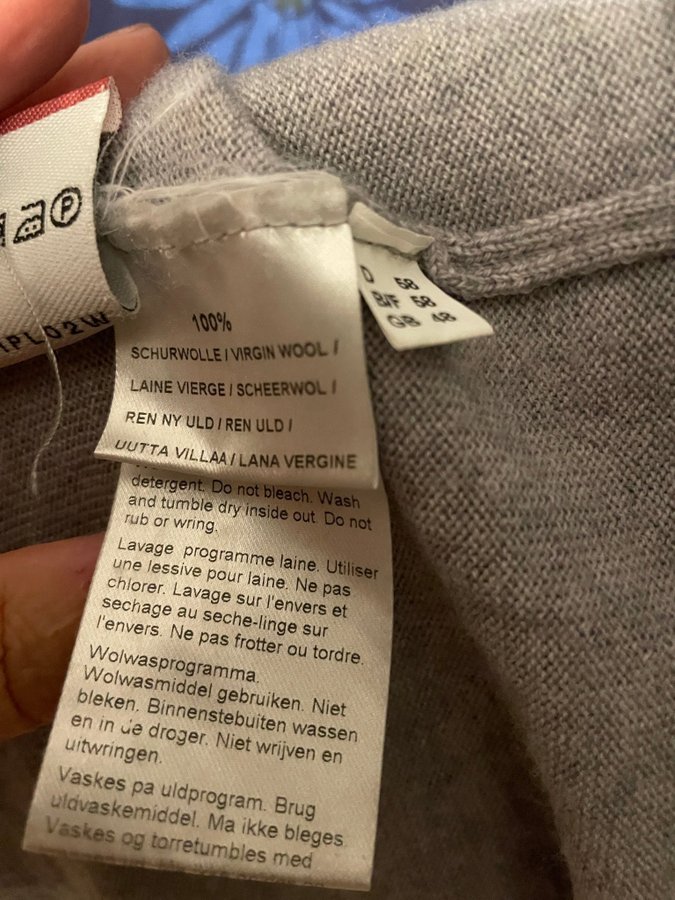 P
PL02W
D 58
B/F 58
GB 48
100%
SCHURWOLLE / VIRGIN WOOL /
LAINE VIERGE / SCHEERWOL /
REN NY ULD / REN ULD /
UUTTA VILLAA / LANA VERGINE
detergent. Do not bleach. Wash
and tumble dry inside out. Do not
rub or wring.
Lavage programme laine. Utiliser
une lessive pour laine. Ne pas
chlorer. Lavage sur l'envers et
sechage au seche-linge sur
l'envers. Ne pas frotter ou tordre.
Wolwasprogramma.
Wolwasmiddel gebruiken. Niet
bleken. Binnenstebuiten wassen
en in de droger. Niet wrijven en
uitwringen.
Vaskes pa uldprogram. Brug
uldvaskemiddel. Ma ikke bleges.
Vaskes og torretumbles med